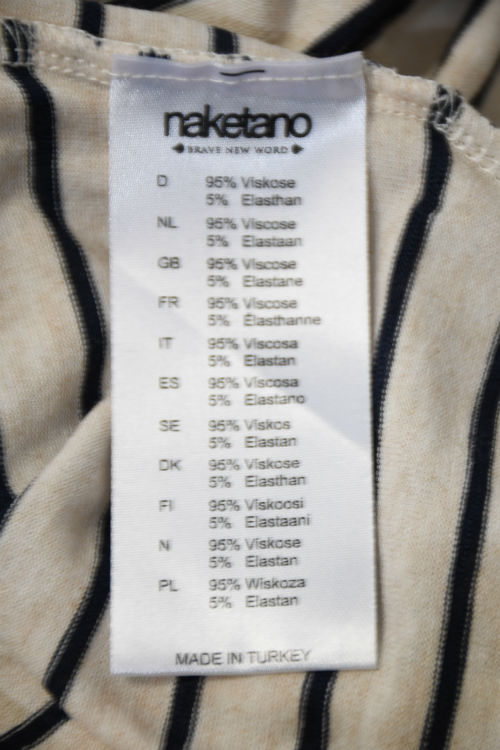 naketano
BRAVE NEW WORD
D 95% Viskose
5% Elasthan
NL 95% Viscose
5% Elastaan
GB 95% Viscose
5% Elastane
FR 95% Viscose
5% Élasthanne
IT 95% Viscosa
5% Elastan
ES 95% Viscosa
5% Elastano
SE 95% Viskos
5% Elastan
DK 95% Viskose
5% Elasthan
FI 95% Viskoosi
5% Elastaani
N 95% Viskose
5% Elastan
PL 95% Wiskoza
5% Elastan
MADE IN TURKEY